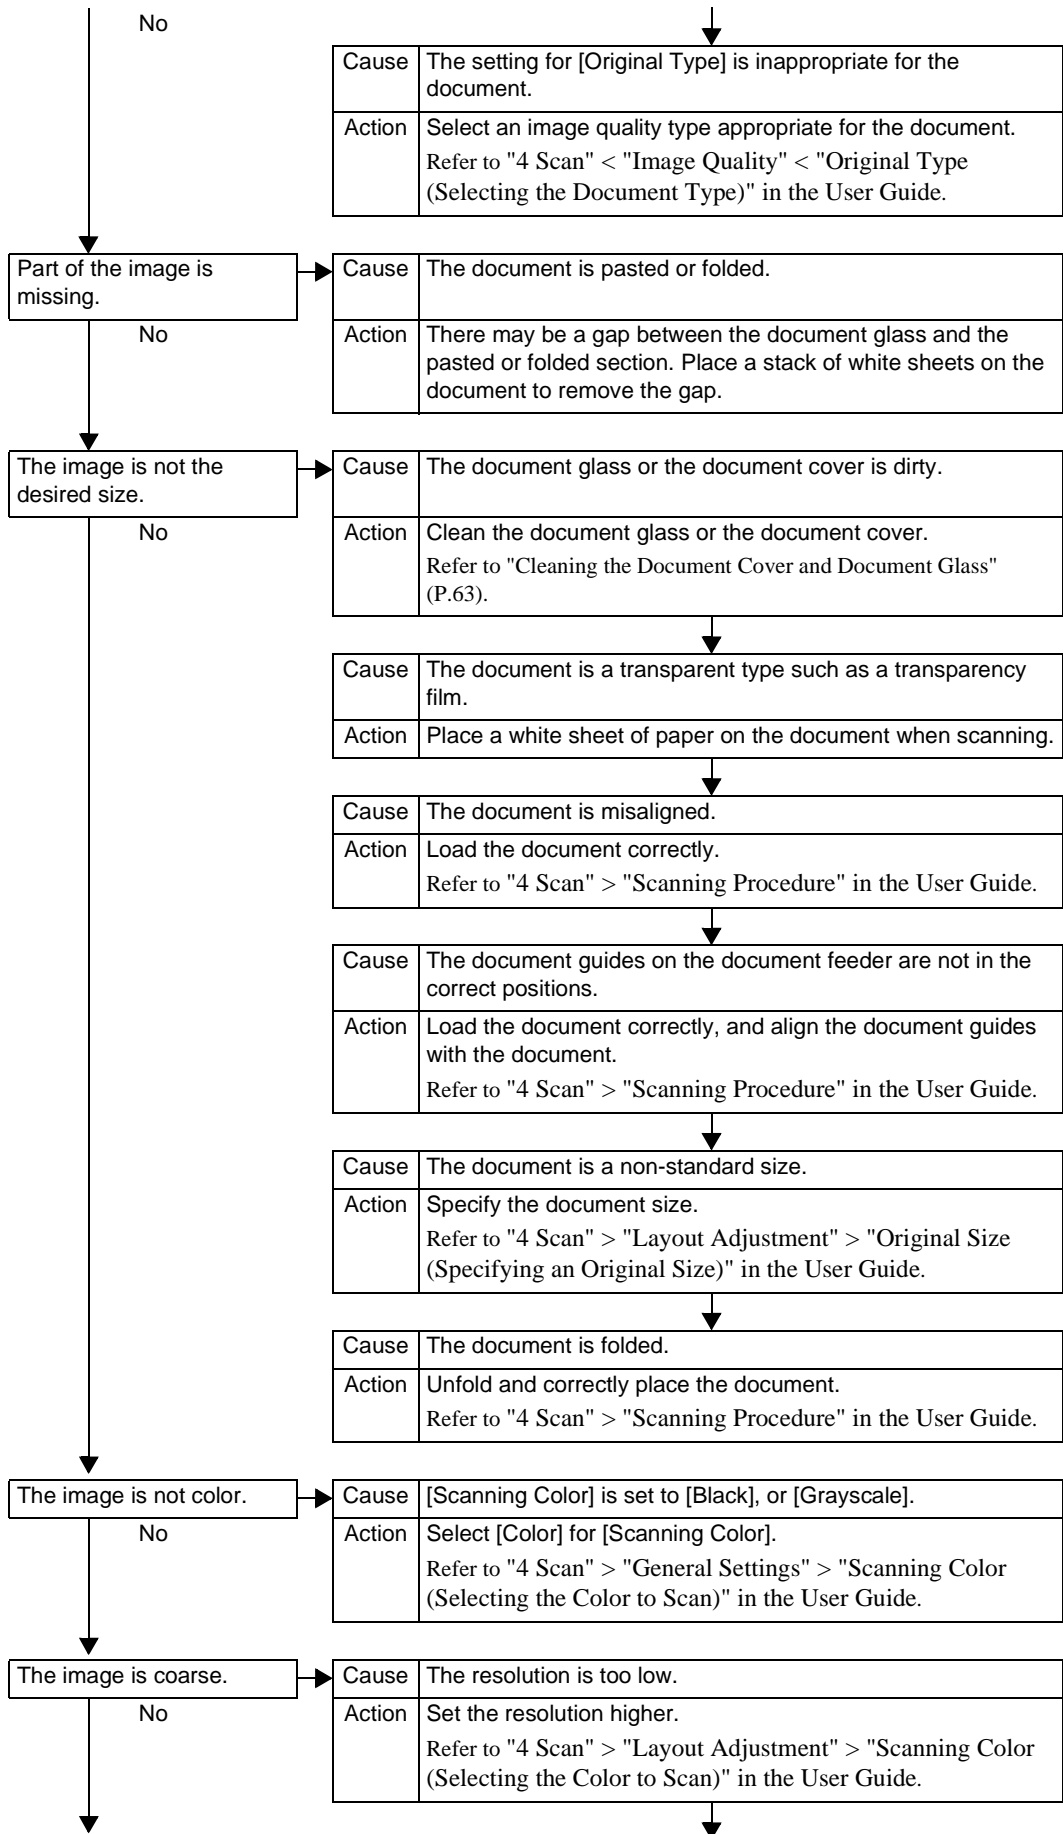 No
Cause The setting for [Original Type] is inappropriate for the
document.
Action Select an image quality type appropriate for the document.
Refer to "4 Scan" < "Image Quality" < "Original Type
(Selecting the Document Type)" in the User Guide.
Part of the image is
missing.
Cause The document is pasted or folded.
No
Action There may be a gap between the document glass and the
pasted or folded section. Place a stack of white sheets on the
document to remove the gap.
The image is not the
desired size.
Cause The document glass or the document cover is dirty.
No
Action Clean the document glass or the document cover.
Refer to "Cleaning the Document Cover and Document Glass"
(P.63).
Cause The document is a transparent type such as a transparency
film.
Action Place a white sheet of paper on the document when scanning.
Cause The document is misaligned.
Action Load the document correctly.
Refer to "4 Scan" > "Scanning Procedure" in the User Guide.
Cause The document guides on the document feeder are not in the
correct positions.
Action Load the document correctly, and align the document guides
with the document.
Refer to "4 Scan" > "Scanning Procedure" in the User Guide.
Cause The document is a non-standard size.
Action Specify the document size.
Refer to "4 Scan" > "Layout Adjustment" > "Original Size
(Specifying an Original Size)" in the User Guide.
Cause The document is folded.
Action Unfold and correctly place the document.
Refer to "4 Scan" > "Scanning Procedure" in the User Guide.
The image is not color.
Cause [Scanning Color] is set to [Black], or [Grayscale].
No
Action Select [Color] for [Scanning Color].
Refer to "4 Scan" > "General Settings" > "Scanning Color
(Selecting the Color to Scan)" in the User Guide.
The image is coarse.
Cause The resolution is too low.
No
Action Set the resolution higher.
Refer to "4 Scan" > "Layout Adjustment" > "Scanning Color
(Selecting the Color to Scan)" in the User Guide.